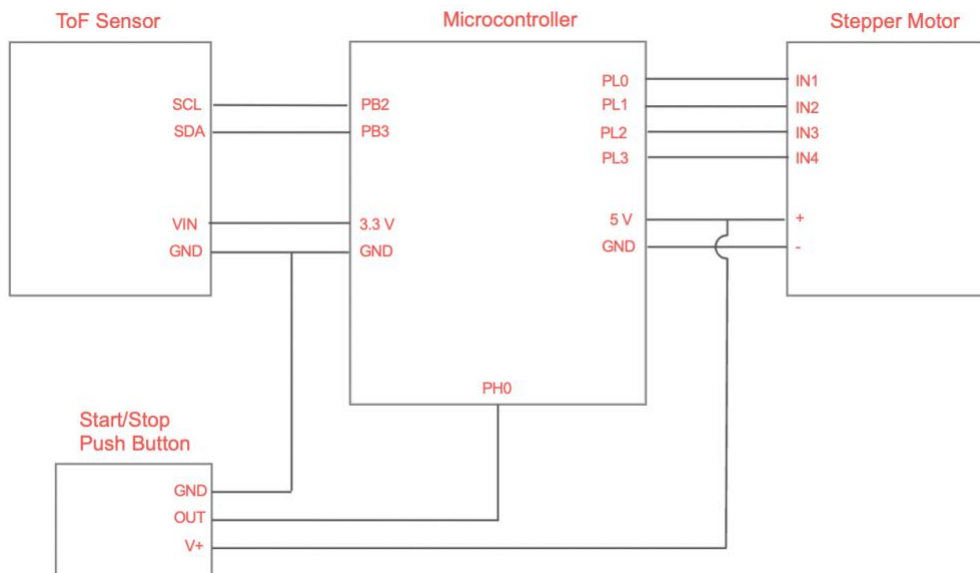 ToF Sensor
SCL
SDA
VIN
GND
Microcontroller
PB2
PB3
3.3 V
GND
PL0
PL1
PL2
PL3
5 V
GND
PH0
Stepper Motor
IN1
IN2
IN3
IN4
+
-
Start/Stop
Push Button
GND
OUT
V+